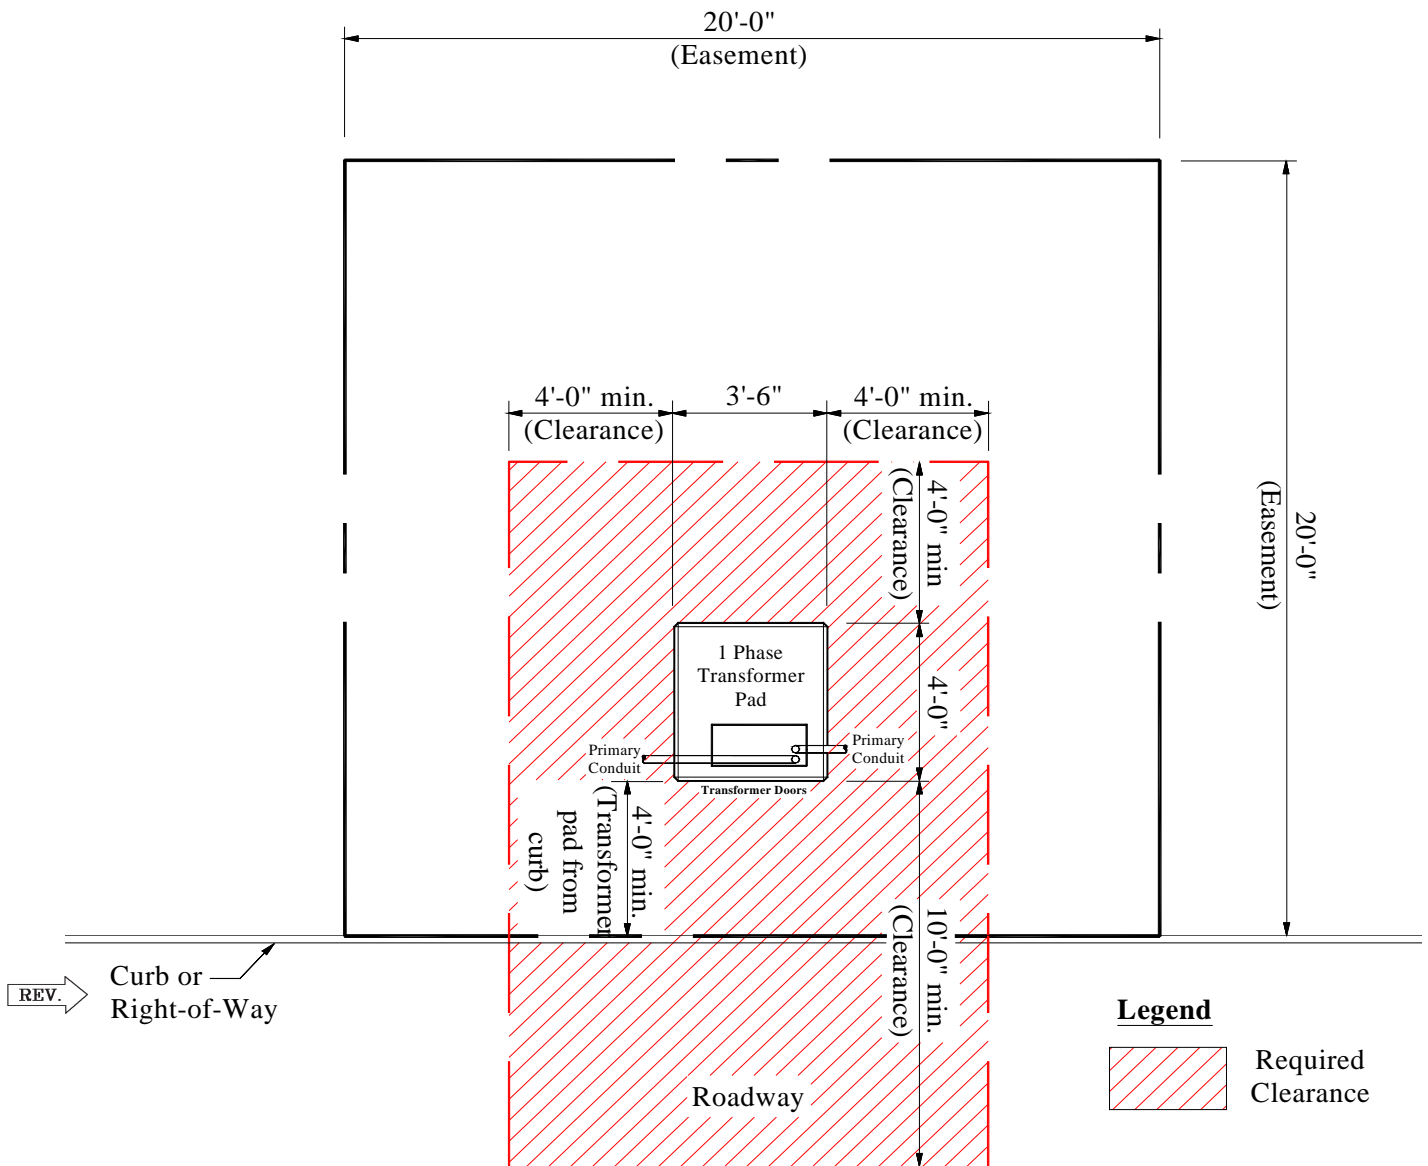 20'-0"
(Easement)
4'-0" min.
(Clearance)
3'-6"
4'-0" min.
(Clearance)
4'-0" min
(Clearance)
20'-0"
(Easement)
1 Phase
Transformer
Pad
4'-0"
Primary
Conduit
Primary
Conduit
Transformer Doors
4'-0" min.
(Transformer
pad from
curb)
10'-0" min.
(Clearance)
REV.
Curb or
Right-of-Way
Roadway
Legend
Required
Clearance